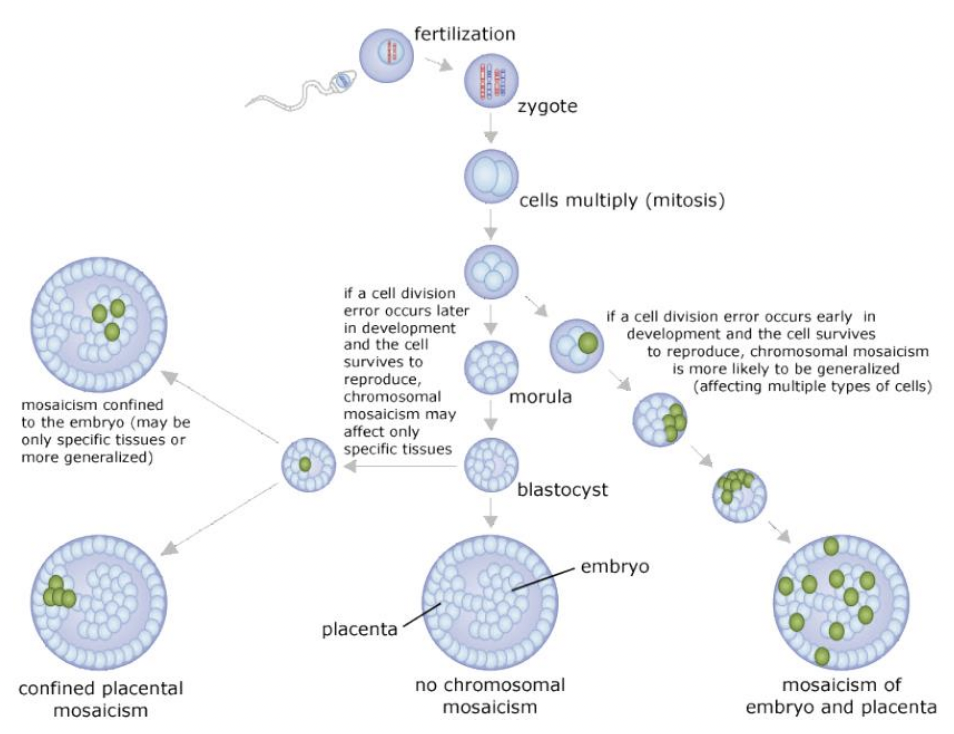 fertilization
zygote
cells multiply (mitosis)
if a cell division
error occurs later
in development
and the cell
survives to
reproduce,
chromosomal
mosaicism may
affect only
specific tissues
if a cell division error occurs early in
development and the cell survives
to reproduce, chromosomal mosaicism
is more likely to be generalized
(affecting multiple types of cells)
morula
mosaicism confined
to the embryo (may be
only specific tissues or
more generalized)
blastocyst
embryo
placenta
confined placental
mosaicism
no chromosomal
mosaicism
mosaicism of
embryo and placenta